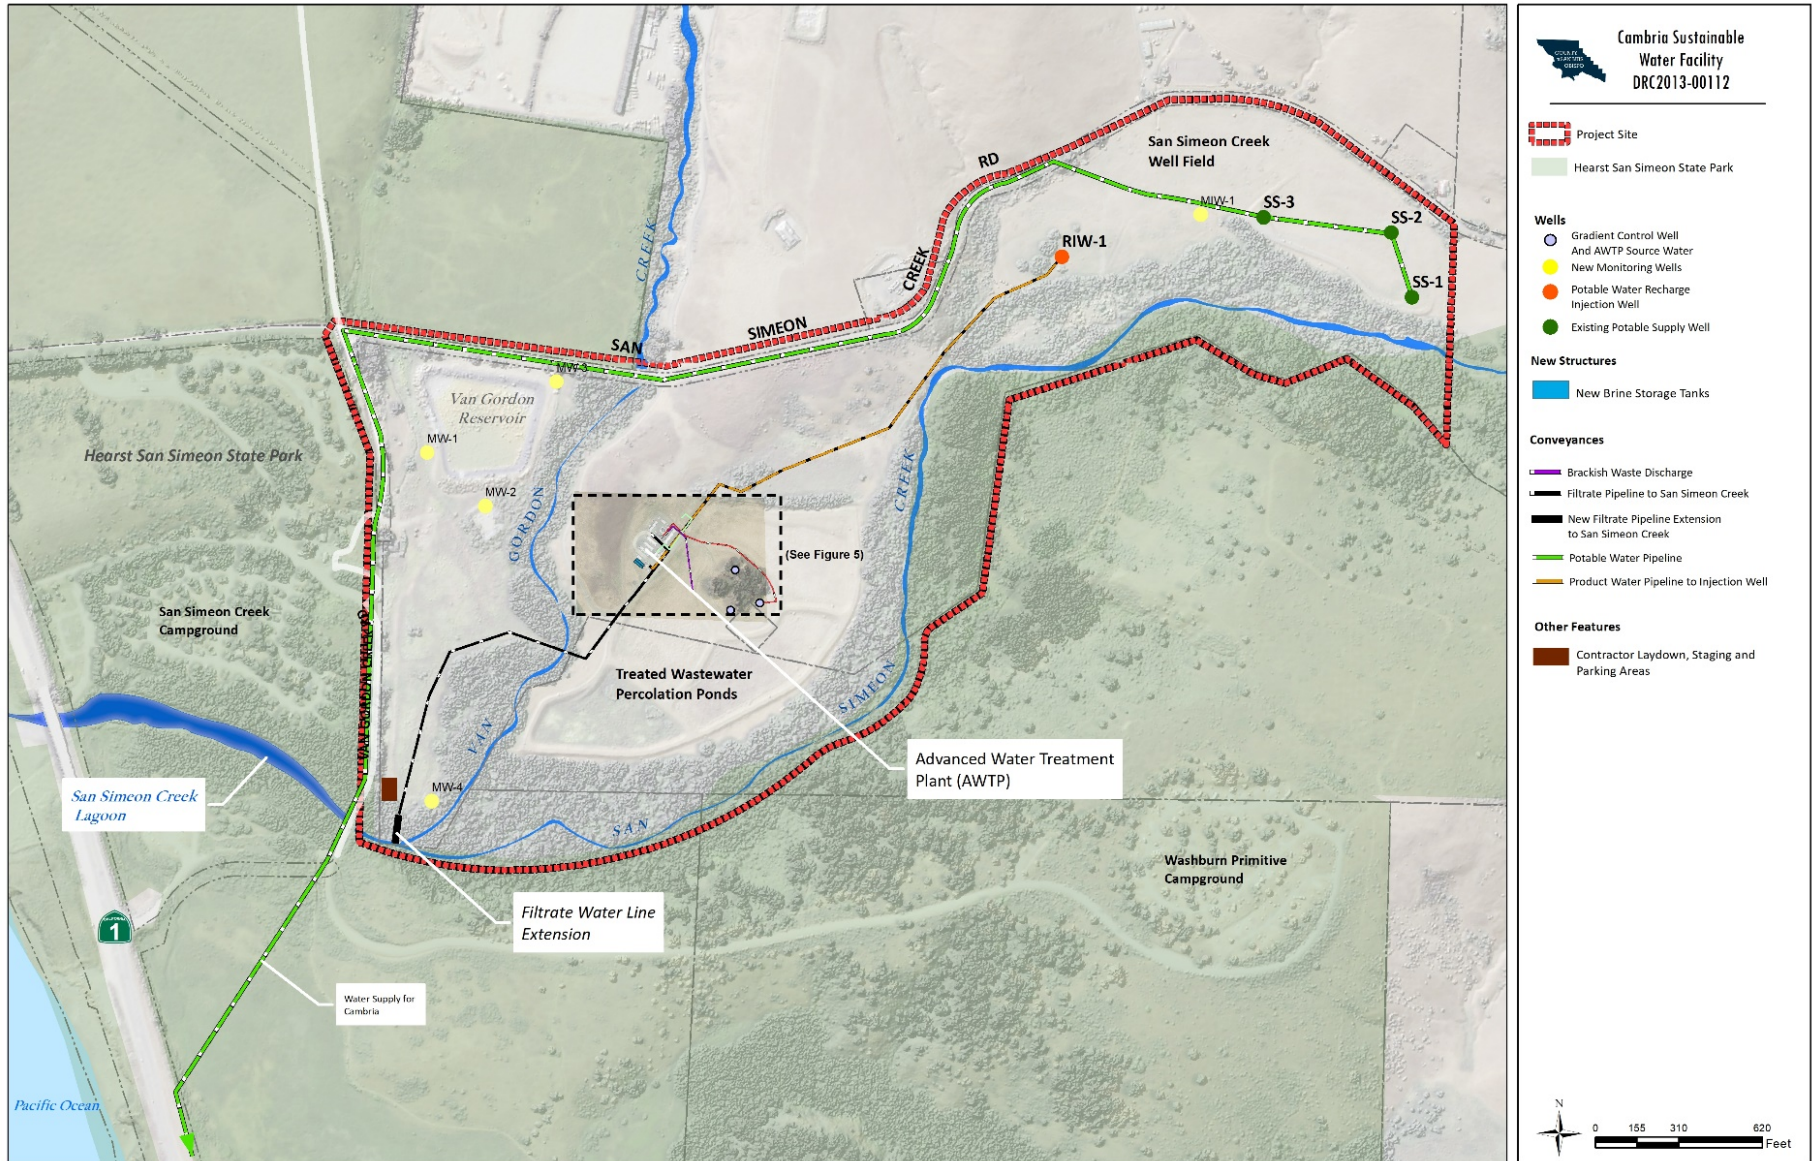 San Simeon Creek
Well Field
RD
SS-3
SS-2
SS-1
RIW-1
CREEK
CREEK
SIMEON
SAN
MW-3
Van Gordon
Reservoir
MW-1
MW-2
Hearst San Simeon State Park
GORDON
CREEK
(See Figure 5)
San Simeon Creek
Campground
VAN GORDON CREEK RD
Treated Wastewater
Percolation Ponds
SIMEON
VAN
Advanced Water Treatment
Plant (AWTP)
MW-4
San Simeon Creek
Lagoon
SAN
Washburn Primitive
Campground
CALIFORNIA
1
Filtrate Water Line
Extension
Water Supply for
Cambria
Pacific Ocean
COUNTY
OBISPO
Cambria Sustainable
Water Facility
DRC2013-00112
Project Site
Hearst San Simeon State Park
Wells
Gradient Control Well
And AWTP Source Water
New Monitoring Wells
Potable Water Recharge
Injection Well
Existing Potable Supply Well
New Structures
New Brine Storage Tanks
Conveyances
Brackish Waste Discharge
Filtrate Pipeline to San Simeon Creek
New Filtrate Pipeline Extension
to San Simeon Creek
Potable Water Pipeline
Product Water Pipeline to Injection Well
Other Features
Contractor Laydown, Staging and
Parking Areas
N
0 155 310 620
Feet